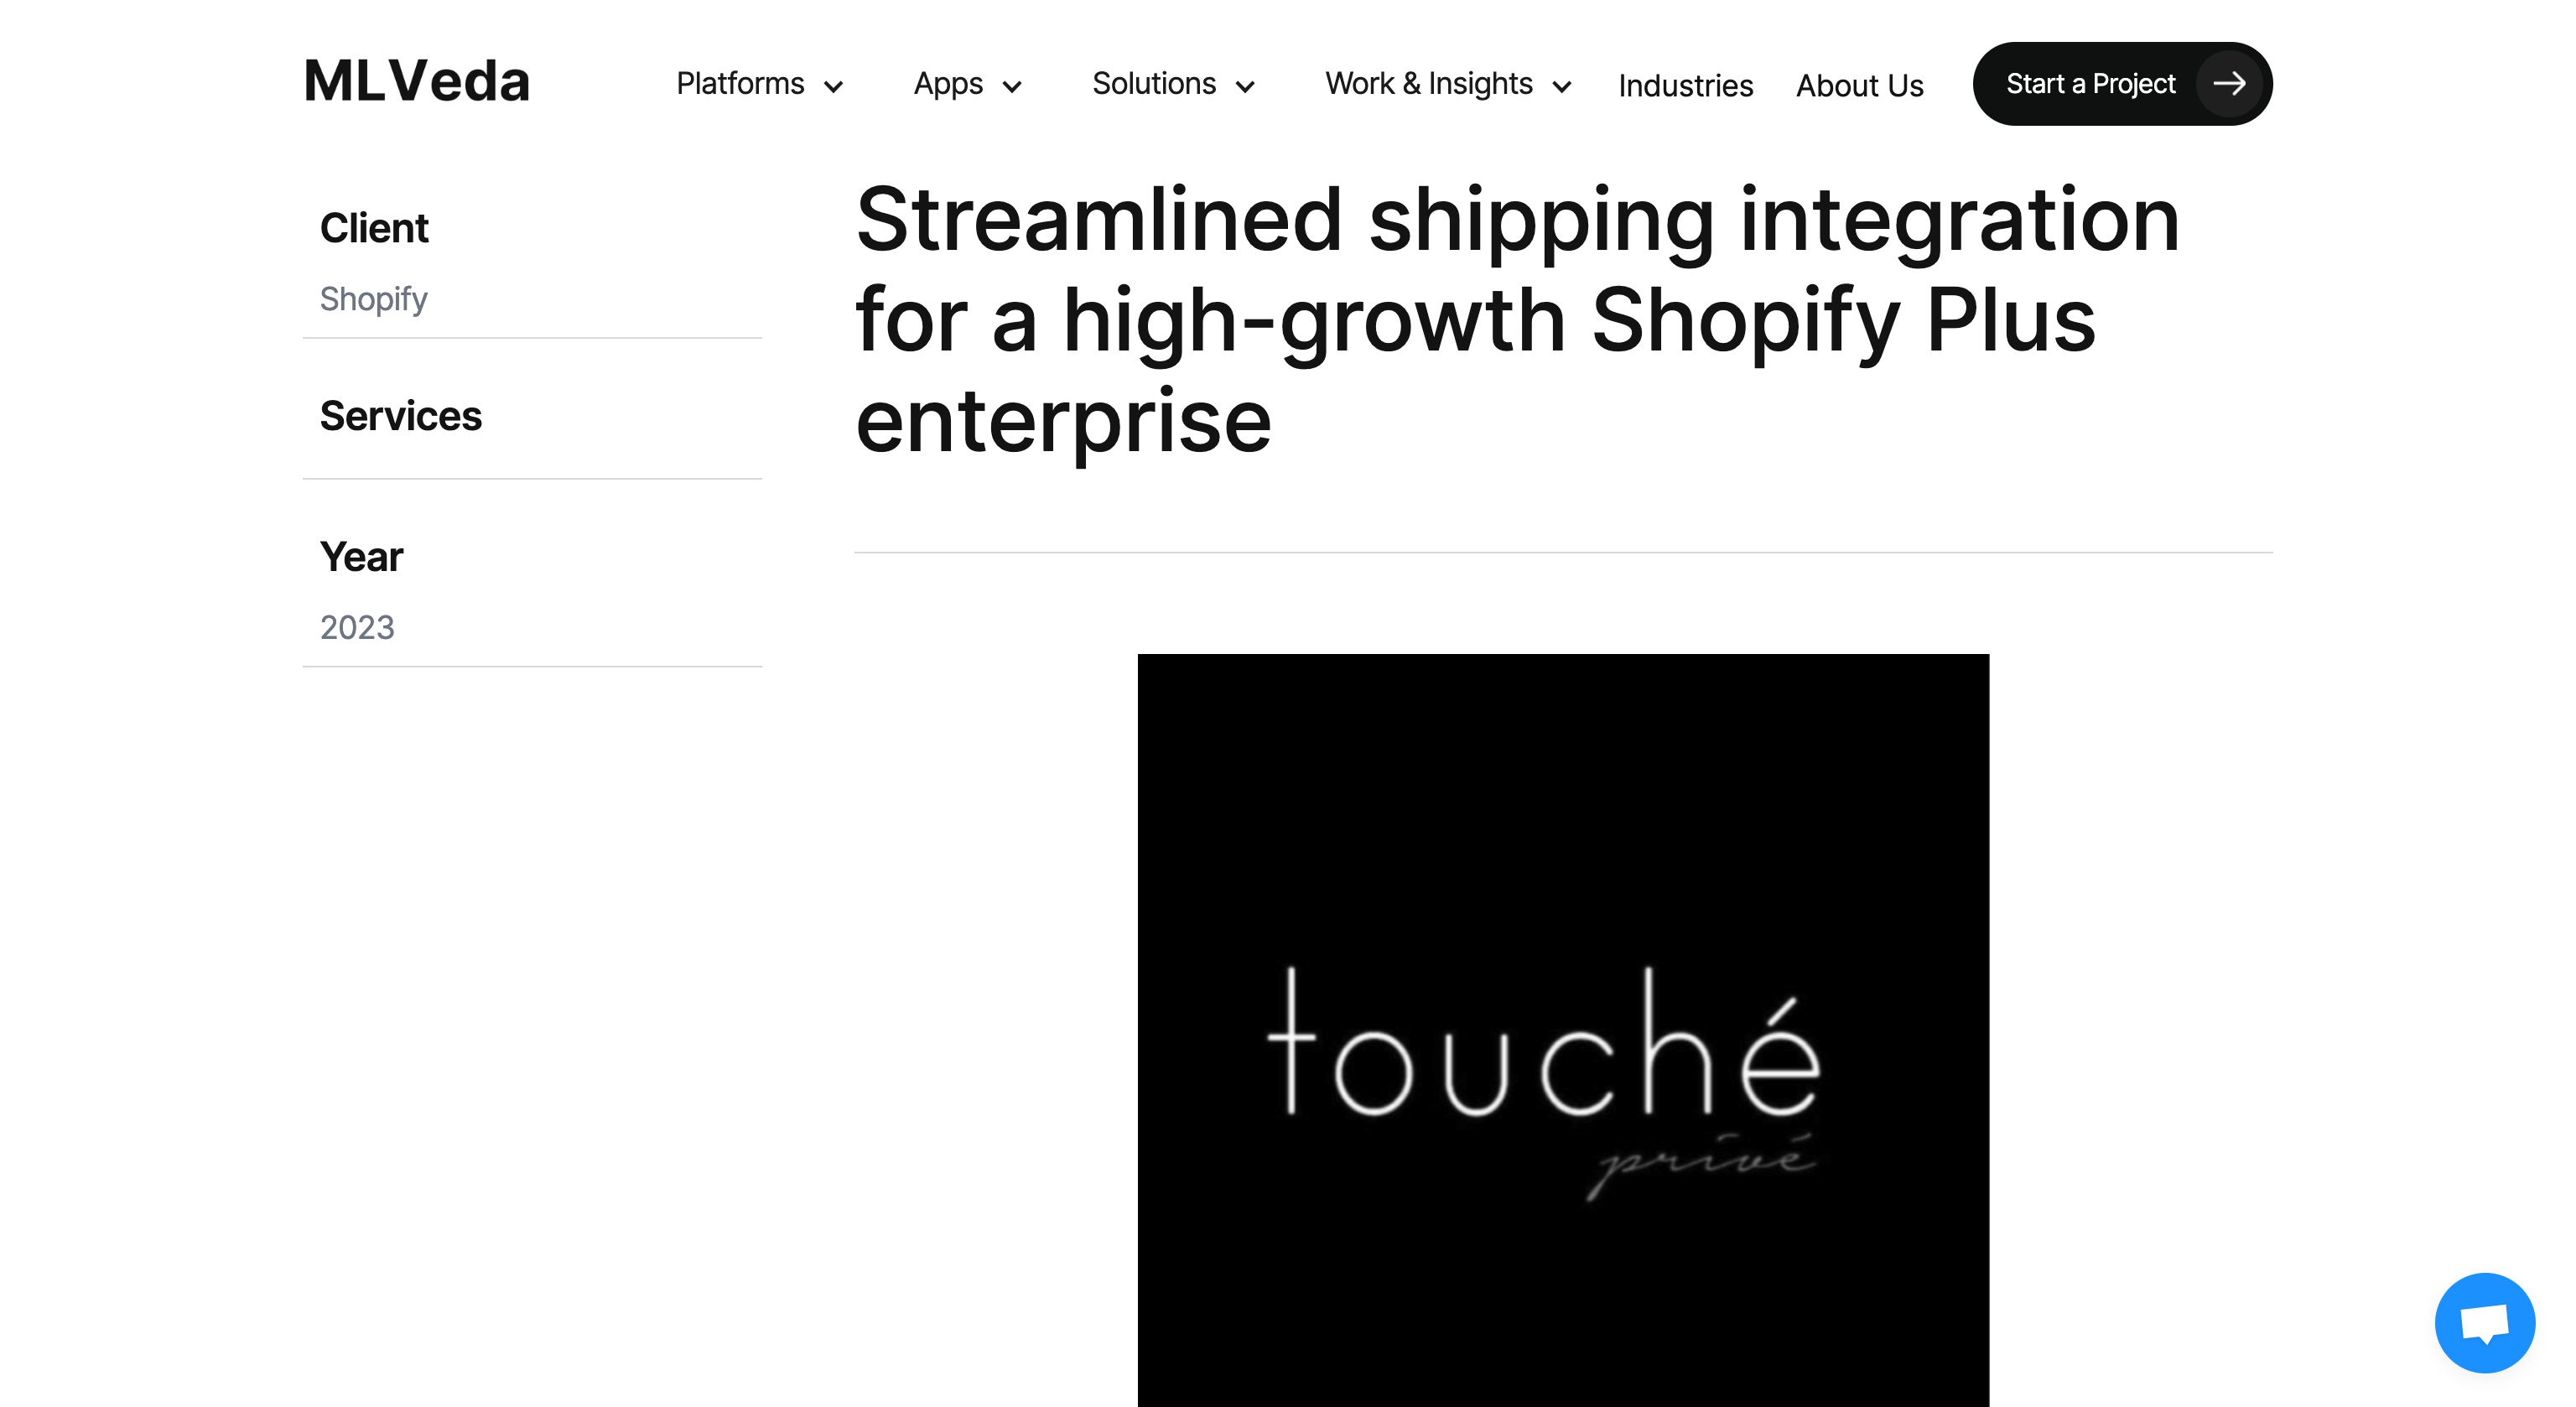 MLVeda
Platforms
Apps
Solutions
Work & Insights
Industries
About Us
Start a Project
Client
Shopify
Services
Year
2023
Streamlined shipping integration
for a high-growth Shopify Plus
enterprise
touché
privé